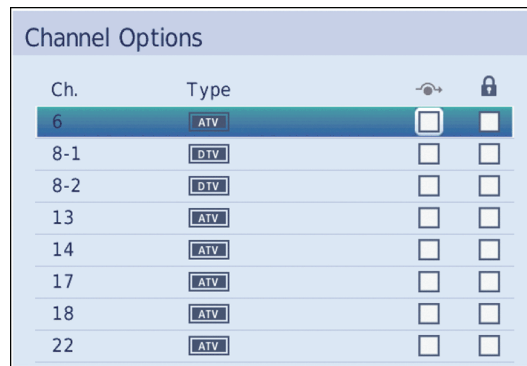 Channel Options
Ch. Type
6 ATV
8-1 DTV
8-2 DTV
13 ATV
14 ATV
17 ATV
18 ATV
22 ATV